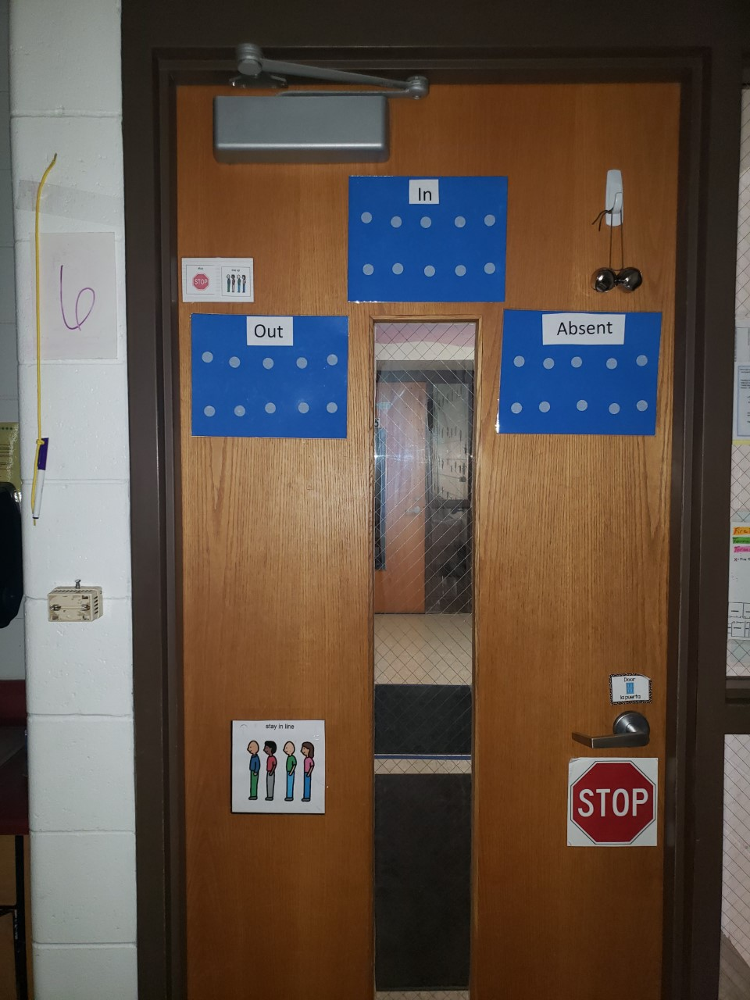 In
6
STOP
Out
Absent
stay in line
Door
la puerta
STOP